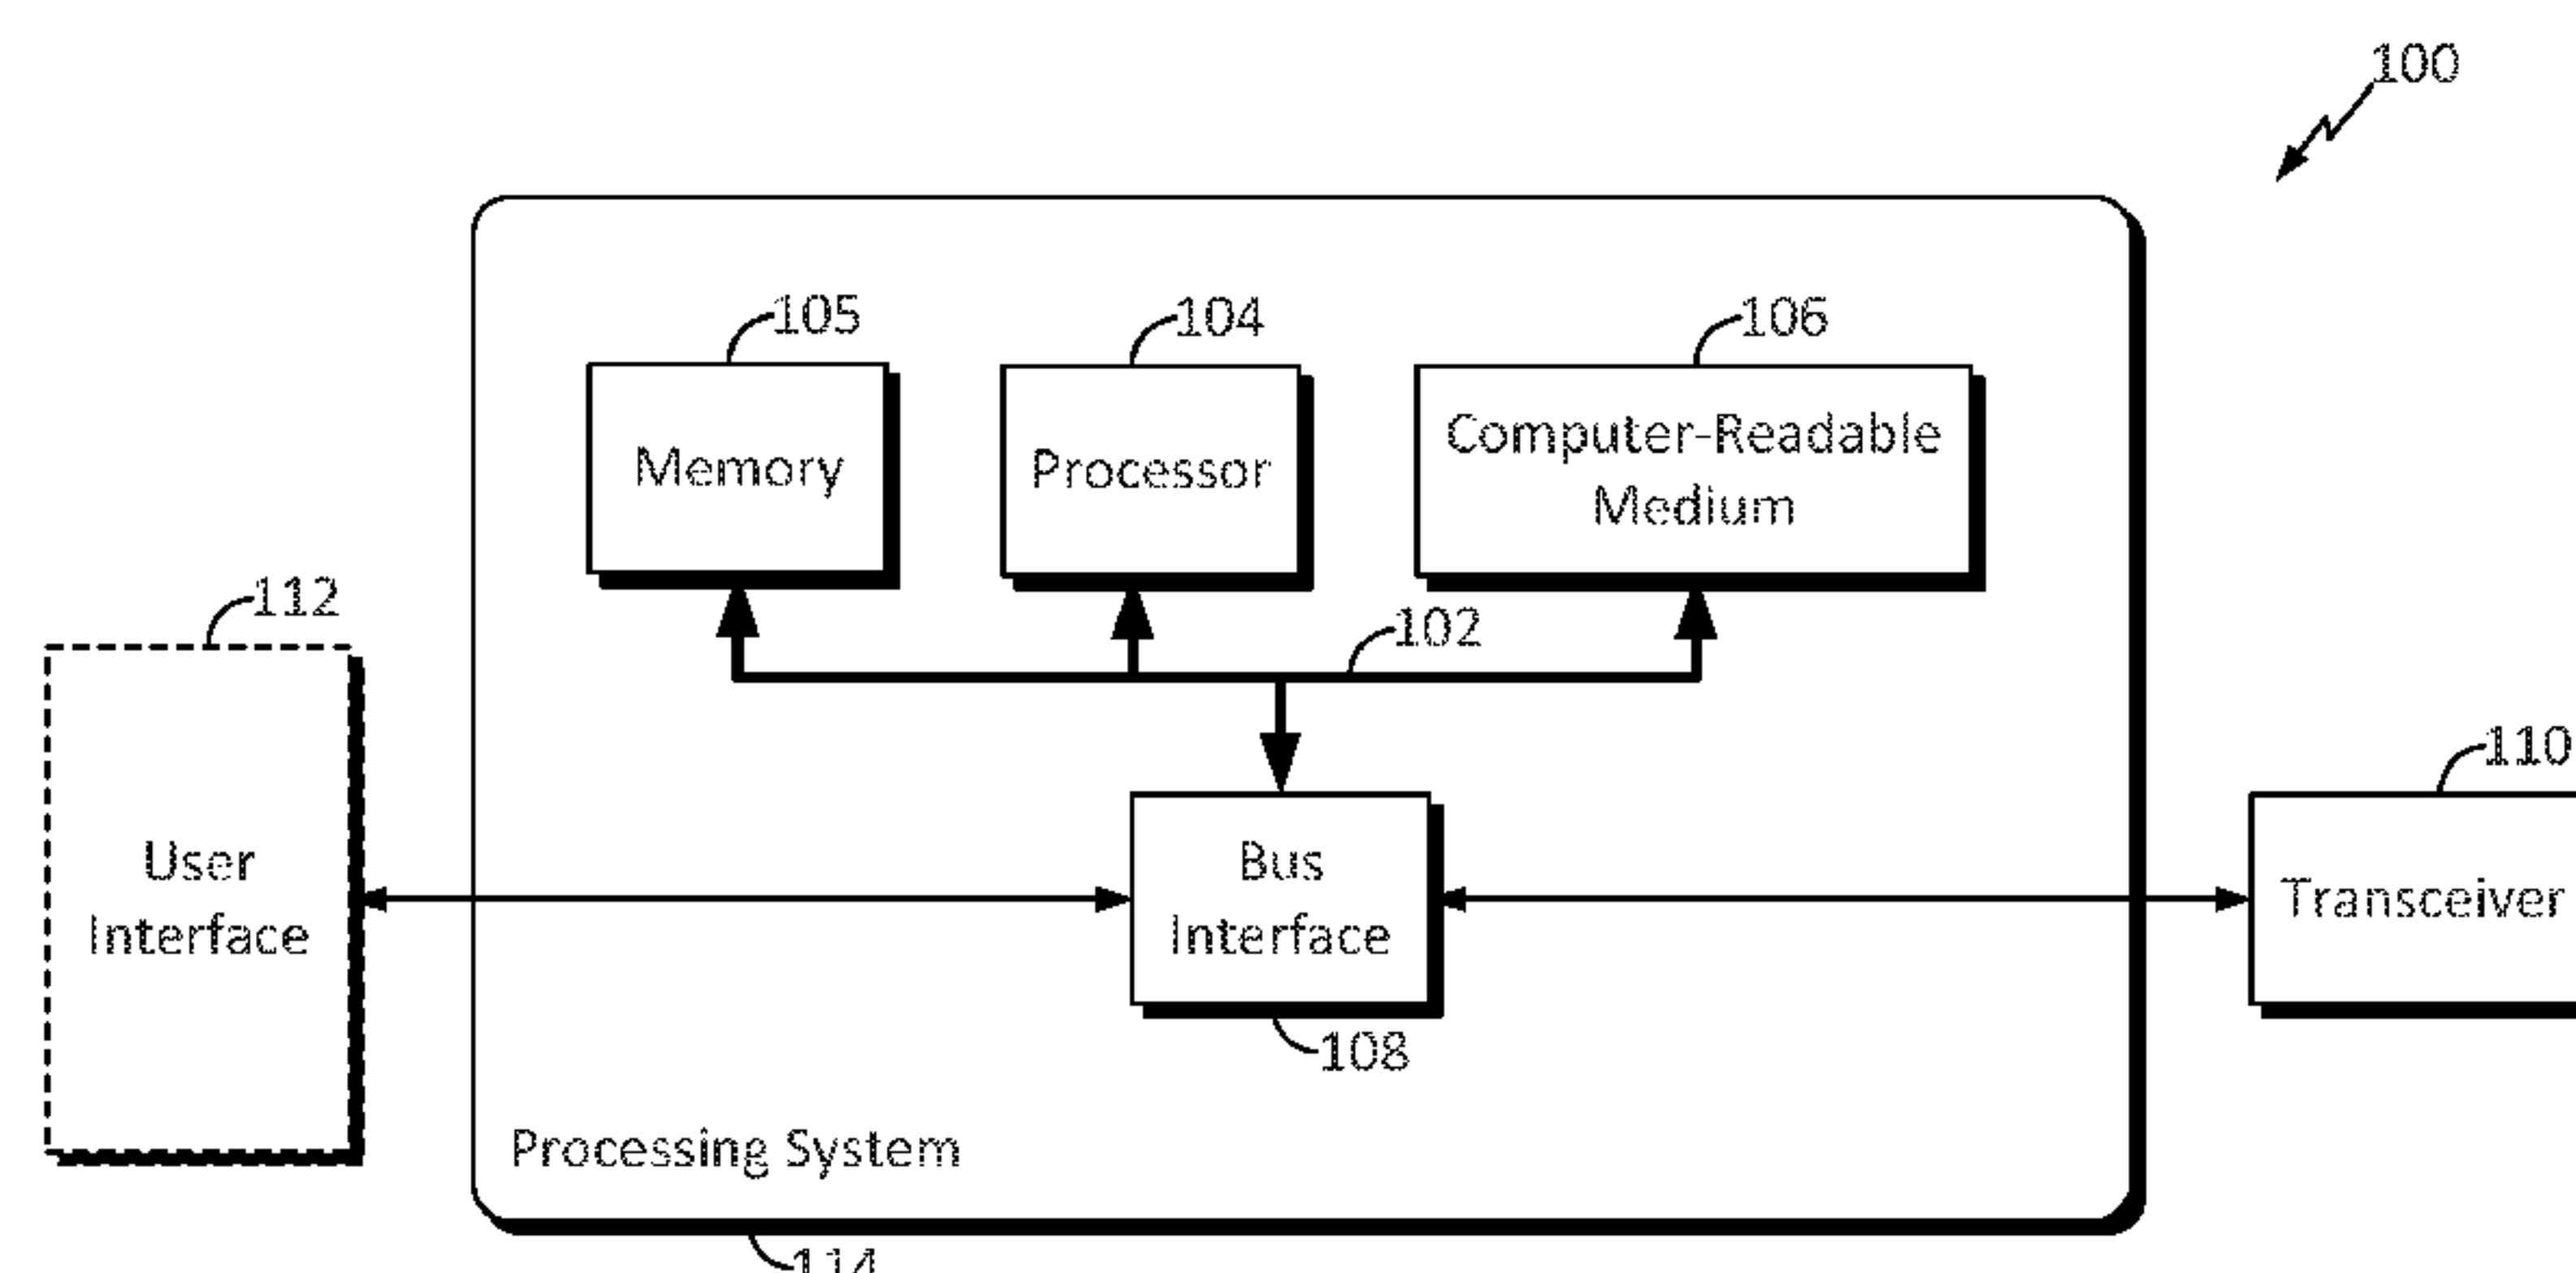 100
105
104
106
Memory
Processor
Computer-Readable
Medium
112
102
110
User
Interface
Bus
Interface
Transceiver
108
Processing System
114